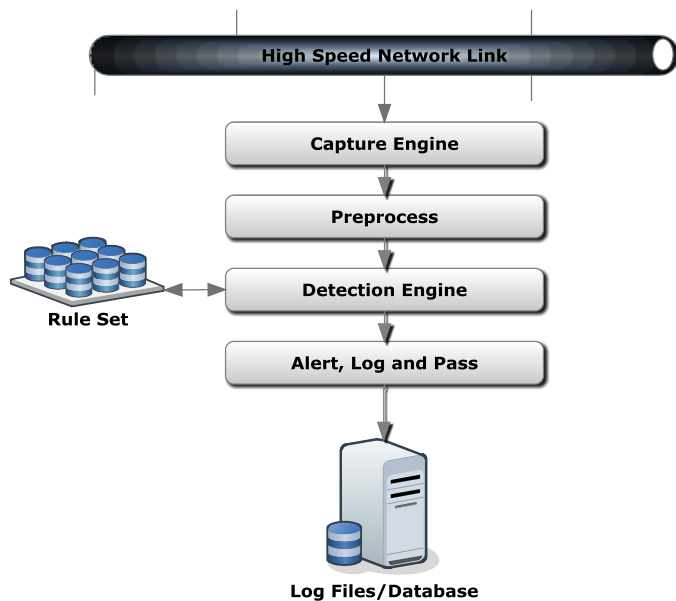 High Speed Network Link
Capture Engine
Preprocess
Detection Engine
Rule Set
Alert, Log and Pass
Log Files/Database